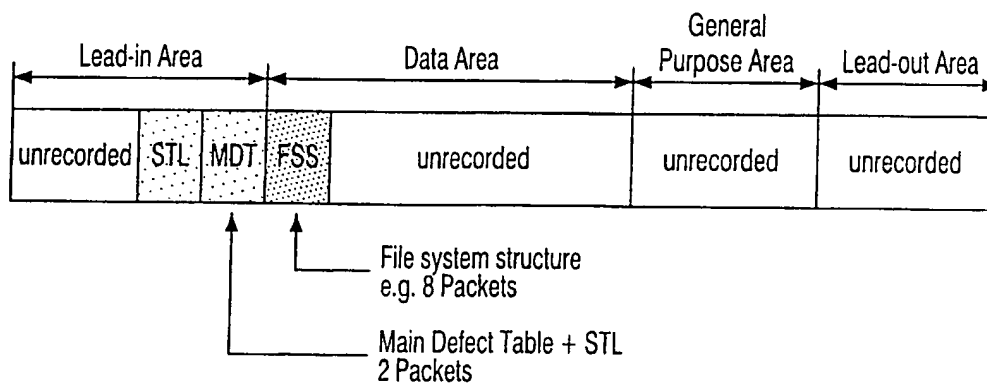 General
Lead-in Area Data Area Purpose Area Lead-out Area
unrecorded STL MDT FSS unrecorded unrecorded unrecorded
File system structure
e.g. 8 Packets
Main Defect Table + STL
2 Packets